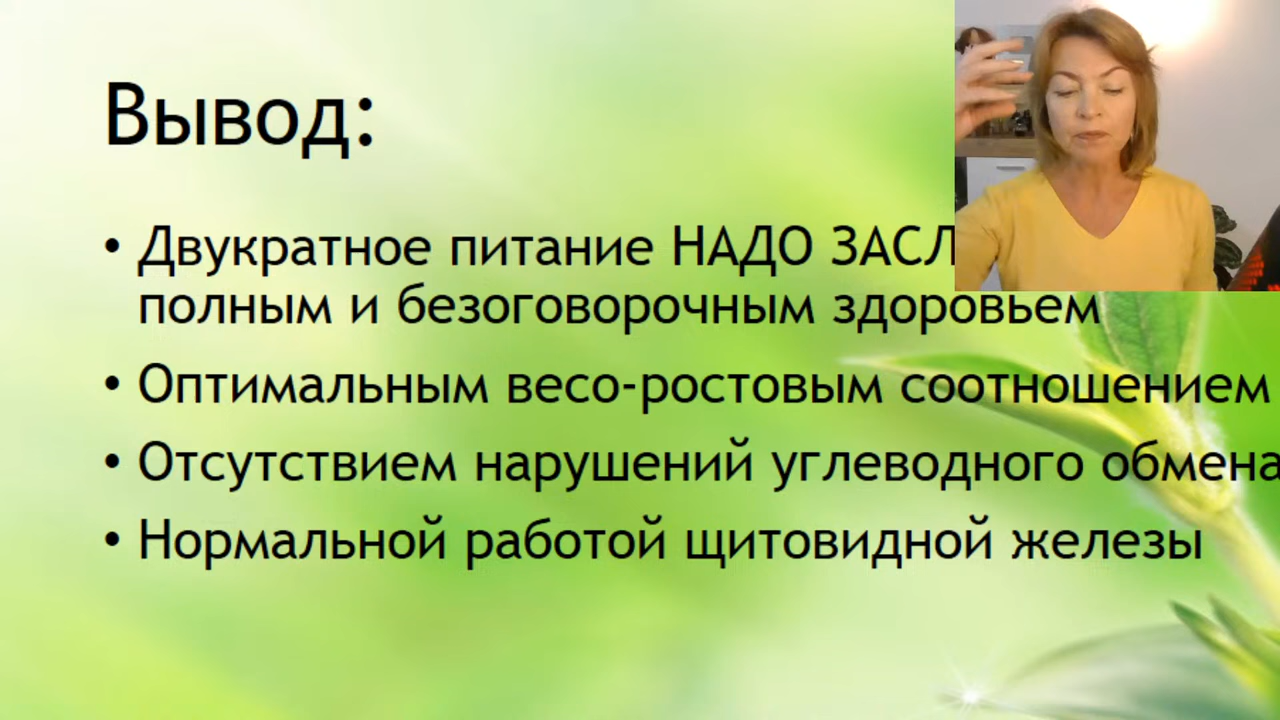 Вывод:
• Двукратное питание НАДО
полным и безоговорочным здоровьем
• Оптимальным весо-ростовым соотношением
• Отсутствием нарушений углеводного обмена
• Нормальной работой щитовидной железы